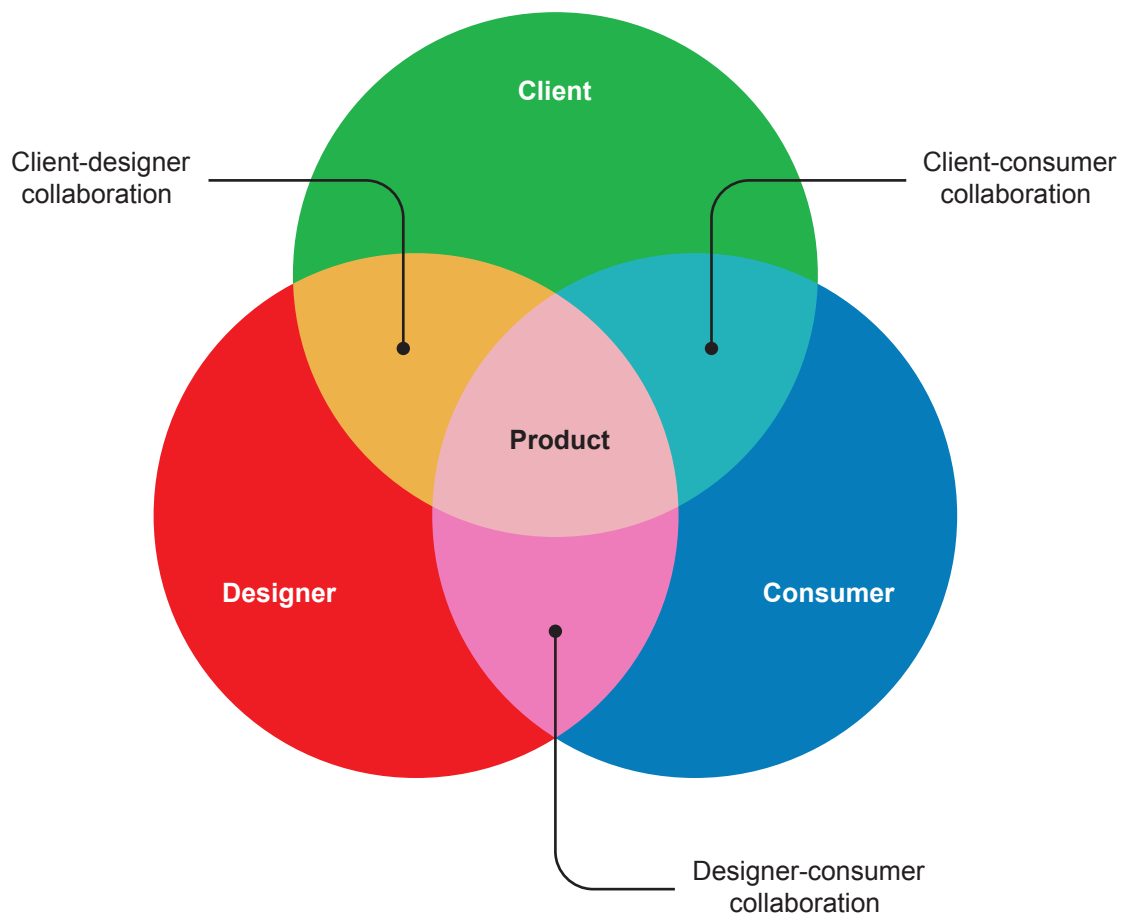 Client
Client-designer
collaboration
Client-consumer
collaboration
Product
Designer
Consumer
Designer-consumer
collaboration